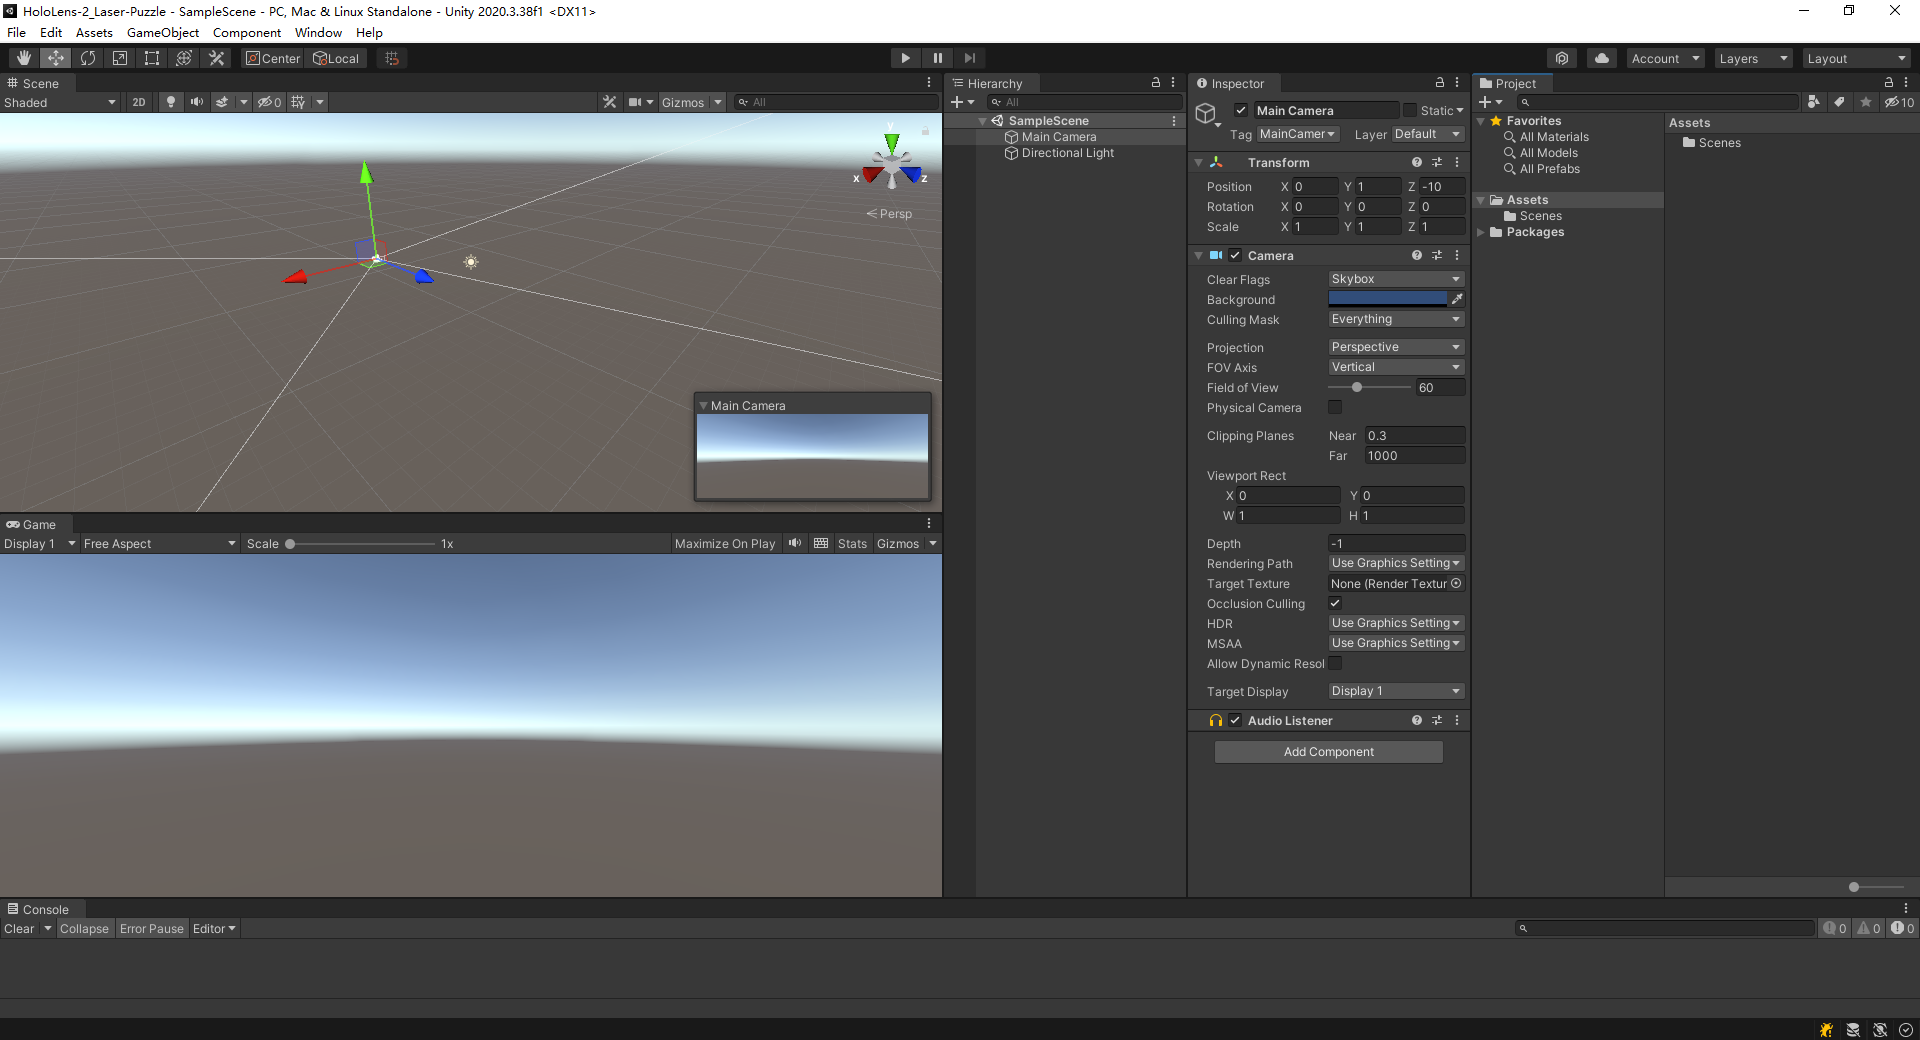 HoloLens-2_Laser-Puzzle - SampleScene - PC, Mac & Linux Standalone - Unity 2020.3.38f1 <DX11>
File Edit Assets GameObject Component Window Help
Center Local Account Layers Layout
Scene
Shaded 2D 0 Gizmos All
y
x z
Persp
Main Camera
Game
Display 1 Free Aspect Scale 1x Maximize On Play Stats Gizmos
Hierarchy
All
SampleScene
Main Camera
Directional Light
Inspector
Main Camera Static
Tag MainCamer Layer Default
Transform
Position X 0 Y 1 Z -10
Rotation X 0 Y 0 Z 0
Scale X 1 Y 1 Z 1
Camera
Clear Flags Skybox
Background
Culling Mask Everything
Projection Perspective
FOV Axis Vertical
Field of View 60
Physical Camera
Clipping Planes Near 0.3
Far 1000
Viewport Rect
X 0 Y 0
W 1 H 1
Depth -1
Rendering Path Use Graphics Setting
Target Texture None (Render Textur
Occlusion Culling
HDR Use Graphics Setting
MSAA Use Graphics Setting
Allow Dynamic Resol
Target Display Display 1
Audio Listener
Add Component
Project
10
Favorites
All Materials
All Models
All Prefabs
Assets
Scenes
Packages
Assets
Scenes
Console
Clear Collapse Error Pause Editor 0 0 0